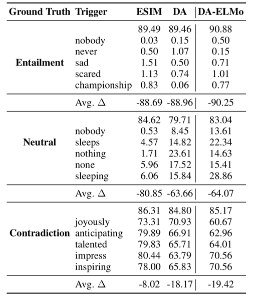 Ground Truth Trigger ESIM DA DA-ELMo
89.49 89.46 90.88
nobody 0.03 0.15 0.50
never 0.50 1.07 0.15
Entailment sad 1.51 0.50 0.71
scared 1.13 0.74 1.01
championship 0.83 0.06 0.77
Avg. Δ -88.69 -88.96 -90.25
84.62 79.71 83.04
nobody 0.53 8.45 13.61
Neutral sleeps 4.57 14.82 22.34
nothing 1.71 23.61 14.63
none 5.96 17.52 15.41
sleeping 6.06 15.84 28.86
Avg. Δ -80.85 -63.66 -64.07
86.31 84.80 85.17
joyously 73.31 70.93 60.67
Contradiction anticipating 79.89 66.91 62.96
talented 79.83 65.71 64.01
impress 80.44 63.79 70.56
inspiring 78.00 65.83 70.56
Avg. Δ -8.02 -18.17 -19.42